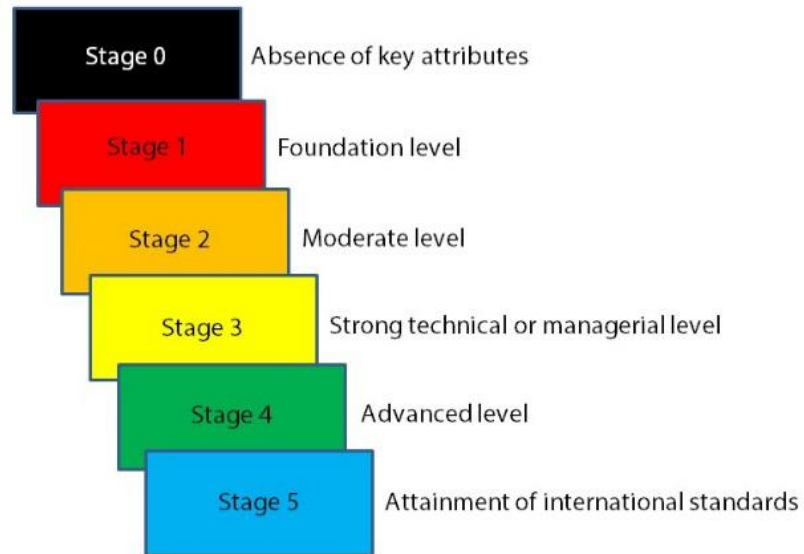 Stage 0 Absence of key attributes
Stage 1 Foundation level
Stage 2 Moderate level
Stage 3 Strong technical or managerial level
Stage 4 Advanced level
Stage 5 Attainment of international standards